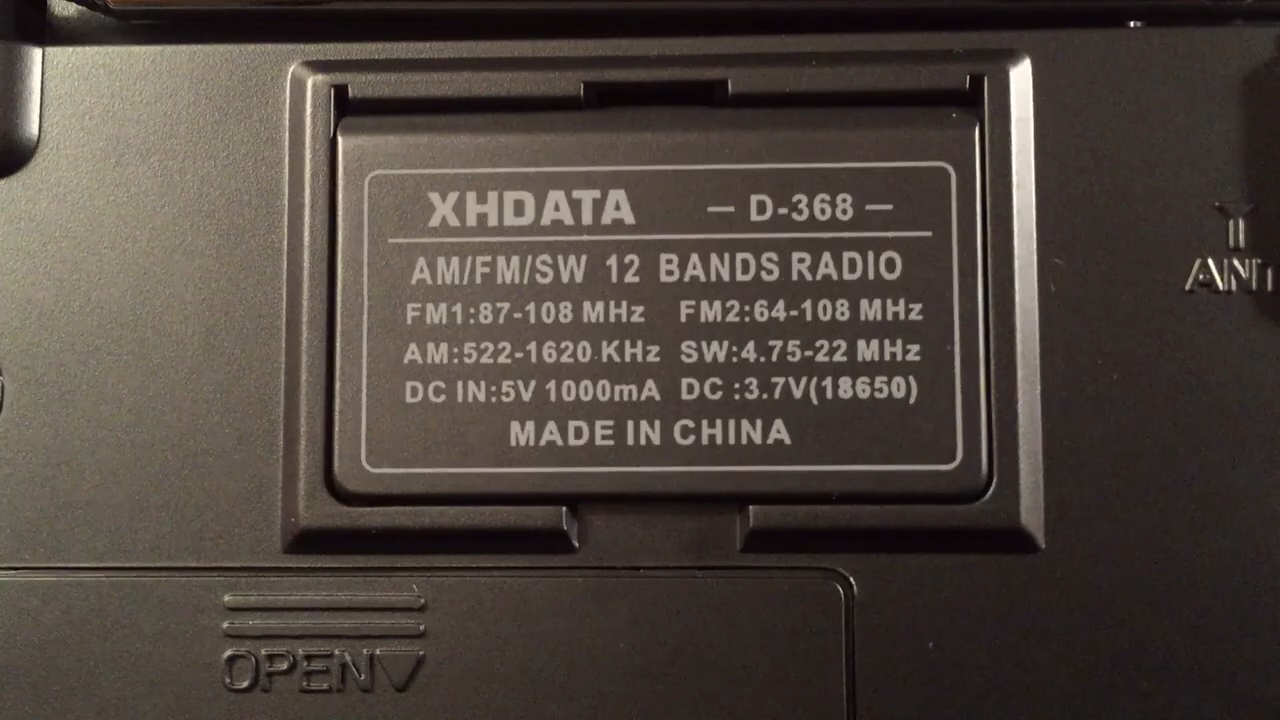 XHDATA — D-368 —
AM/FM/SW 12 BANDS RADIO
FM1:87-108 MHz FM2:64-108 MHz
AM:522-1620 KHz SW:4.75-22 MHz
DC IN:5V 1000mA DC :3.7V(18650)
MADE IN CHINA
ANT
OPEN